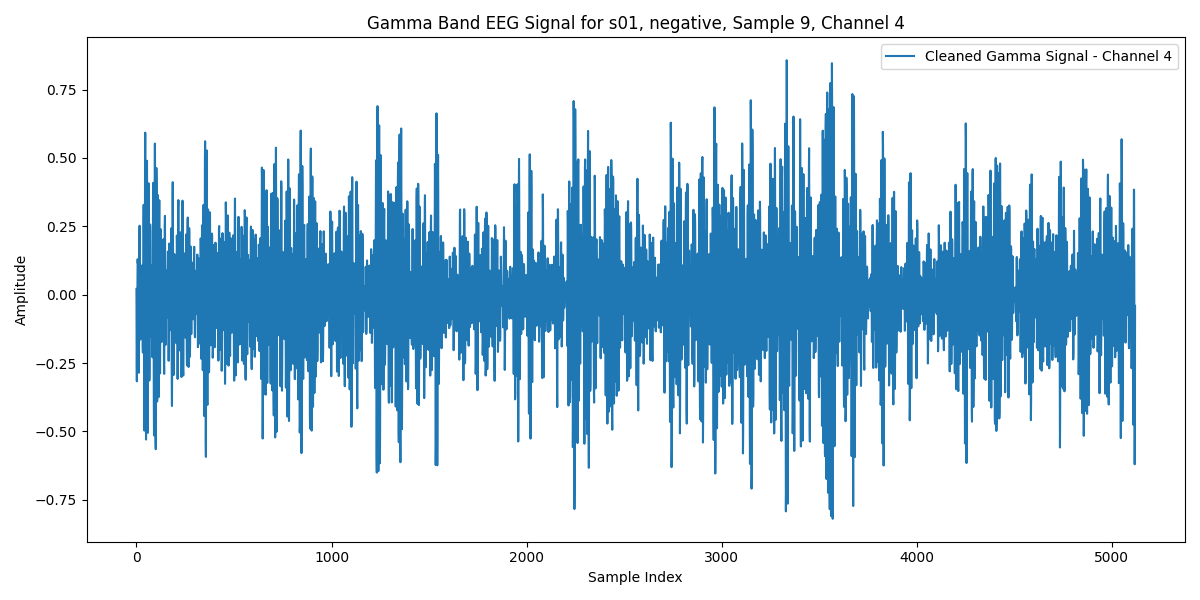 Gamma Band EEG Signal for s01, negative, Sample 9, Channel 4
Cleaned Gamma Signal - Channel 4
Amplitude
0.75
0.50
0.25
0.00
−0.25
−0.50
−0.75
0 1000 2000 3000 4000 5000
Sample Index